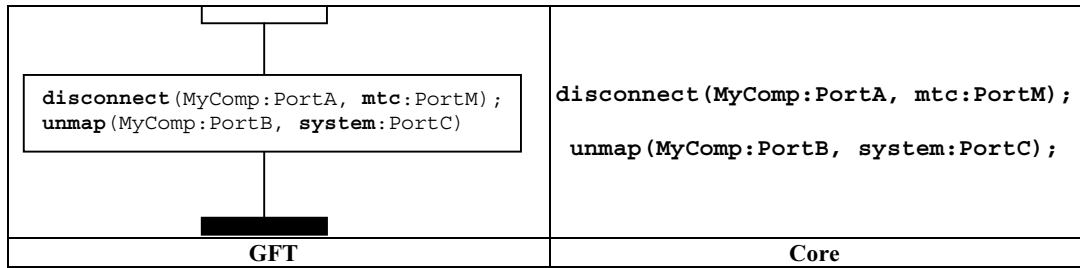 disconnect(MyComp:PortA, mtc:PortM);
unmap(MyComp:PortB, system:PortC)
disconnect(MyComp:PortA, mtc:PortM);
unmap(MyComp:PortB, system:PortC);
GFT
Core